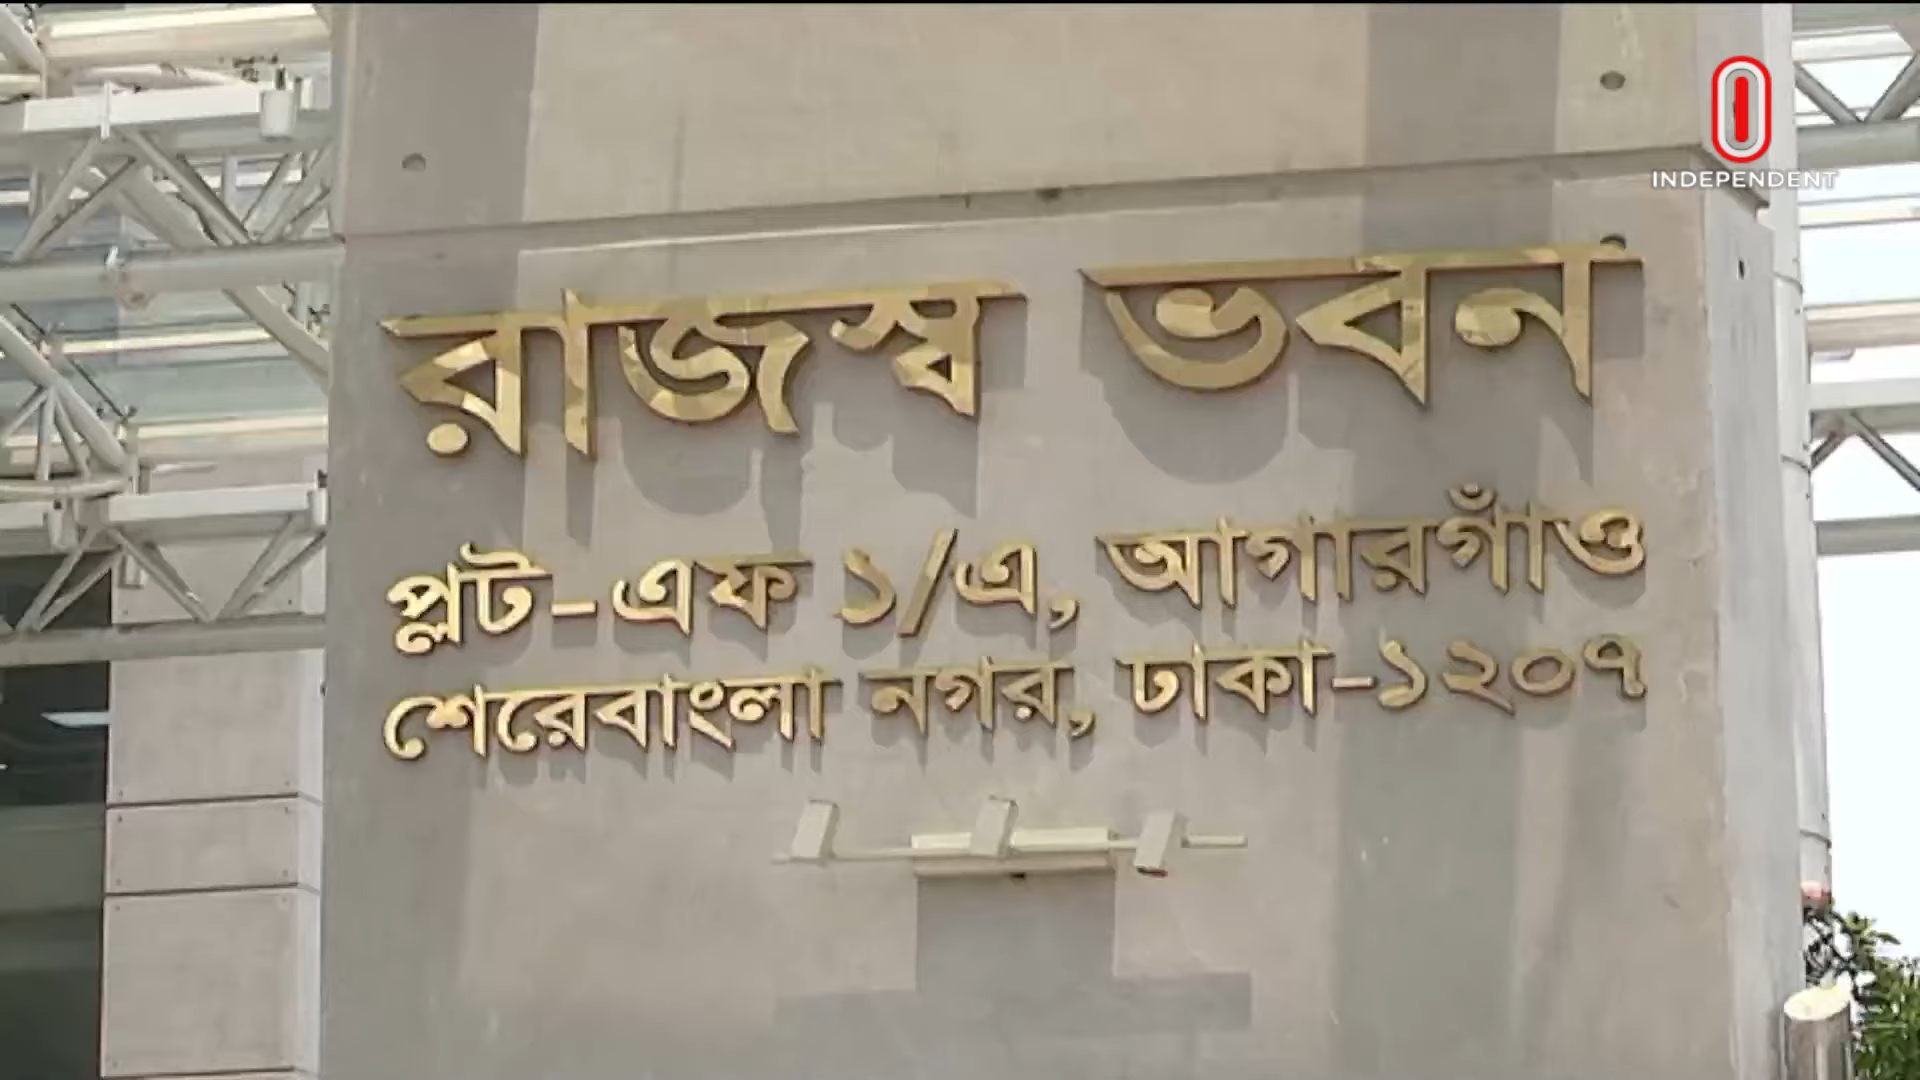 INDEPENDENT
রাজস্ব ভবন
প্লট-এফ ১/এ, আগারগাঁও
শেরেবাংলা নগর, ঢাকা-১২০৭